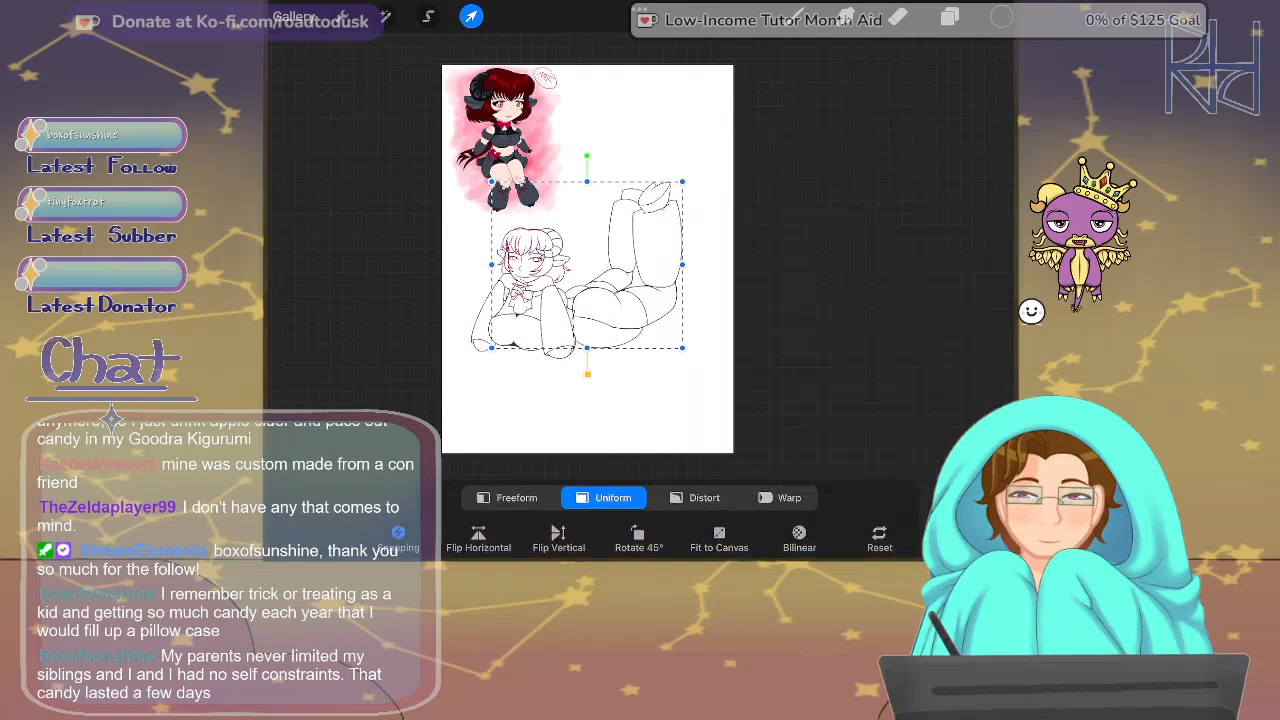 Donate at Ko-fi.com/roadtodusk
Gallery
Low-Income Tutor Month Aid
0% of $125 Goal
boxofsunshine
Latest Follow
tinyfoxtrot
Latest Subber
Latest Donator
Chat
candy in my Goodra Kigurumi
mine was custom made from a con
friend
TheZeldaplayer99 I don't have any that comes to
mind.
StreamElements boxofsunshine, thank you
so much for the follow!
boxofsunshine I remember trick or treating as a
kid and getting so much candy each year that I
would fill up a pillow case
boxofsunshine My parents never limited my
siblings and I and I had no self constraints. That
candy lasted a few days
Freeform
Uniform
Distort
Warp
Snapping
Flip Horizontal
Flip Vertical
Rotate 45°
Fit to Canvas
Bilinear
Reset